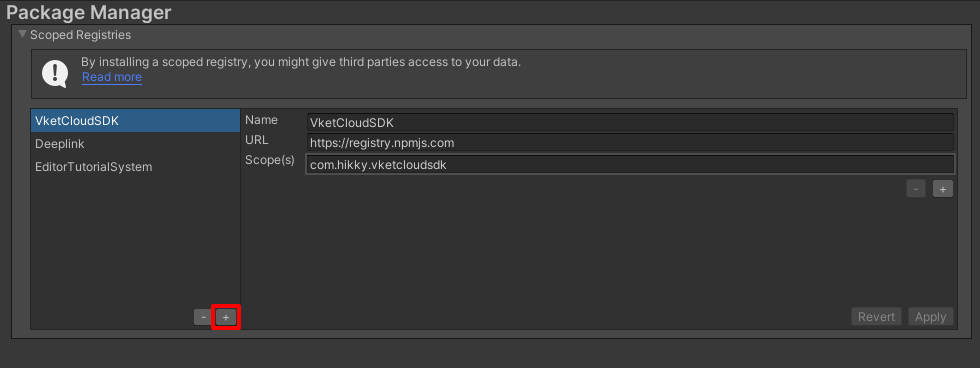 Package Manager
Scoped Registries
By installing a scoped registry, you might give third parties access to your data.
Read more
VketCloudSDK
Deeplink
EditorTutorialSystem
Name VketCloudSDK
URL https://registry.npmjs.com
Scope(s) com.hikky.vketcloudsdk
- +
- +
Revert Apply